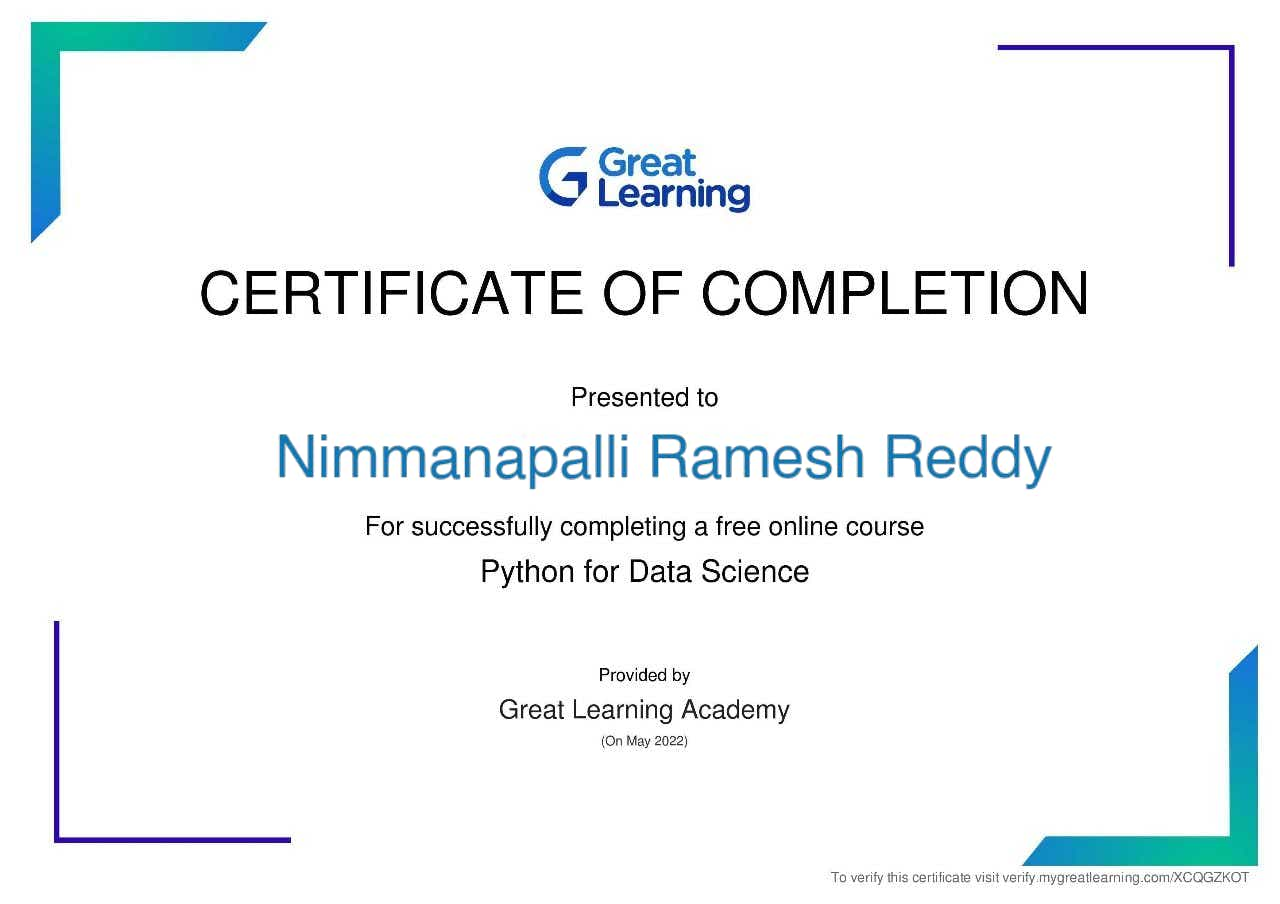 Great
Learning
CERTIFICATE OF COMPLETION
Presented to
Nimmanapalli Ramesh Reddy
For successfully completing a free online course
Python for Data Science
Provided by
Great Learning Academy
(On May 2022)
To verify this certificate visit verify.mygreatlearning.com/XCQGZKOT